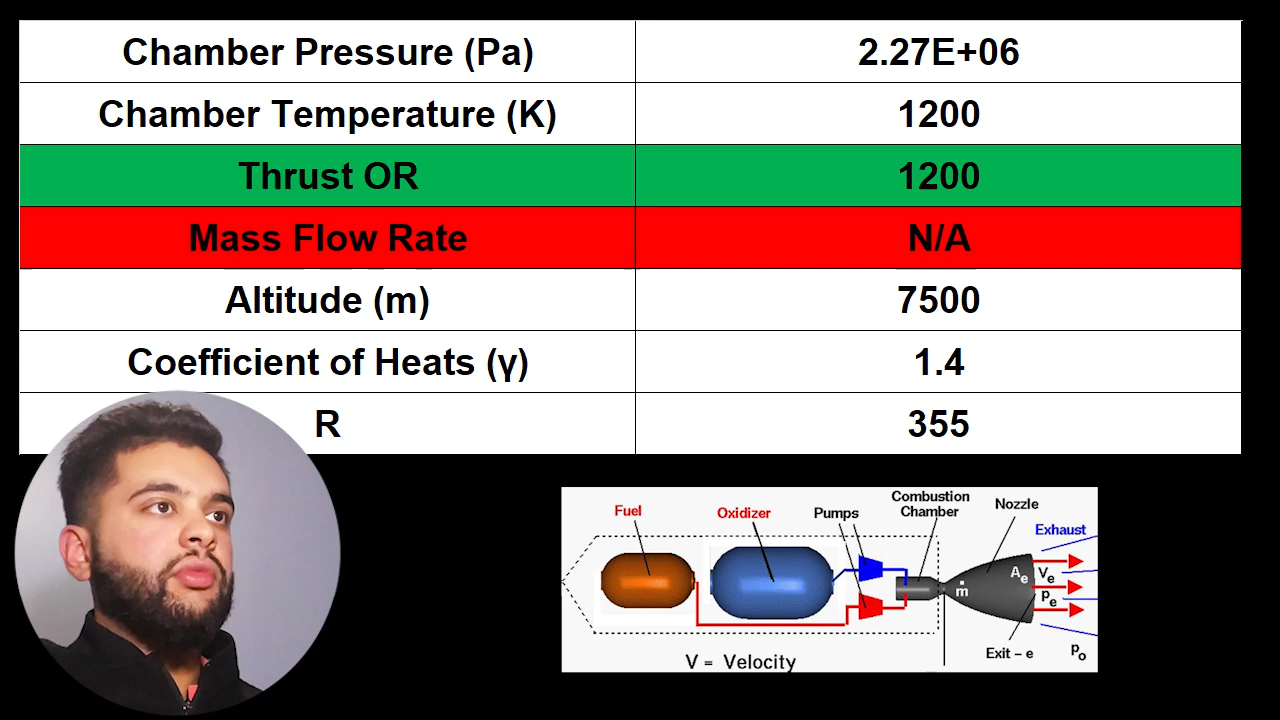 Chamber Pressure (Pa) 2.27E+06
Chamber Temperature (K) 1200
Thrust OR 1200
Mass Flow Rate N/A
Altitude (m) 7500
Coefficient of Heats (γ) 1.4
R 355
Fuel
Oxidizer
Pumps
Combustion
Chamber
Nozzle
Exhaust
ṁ
Ae
Ve
pe
Exit – e
po
V = Velocity